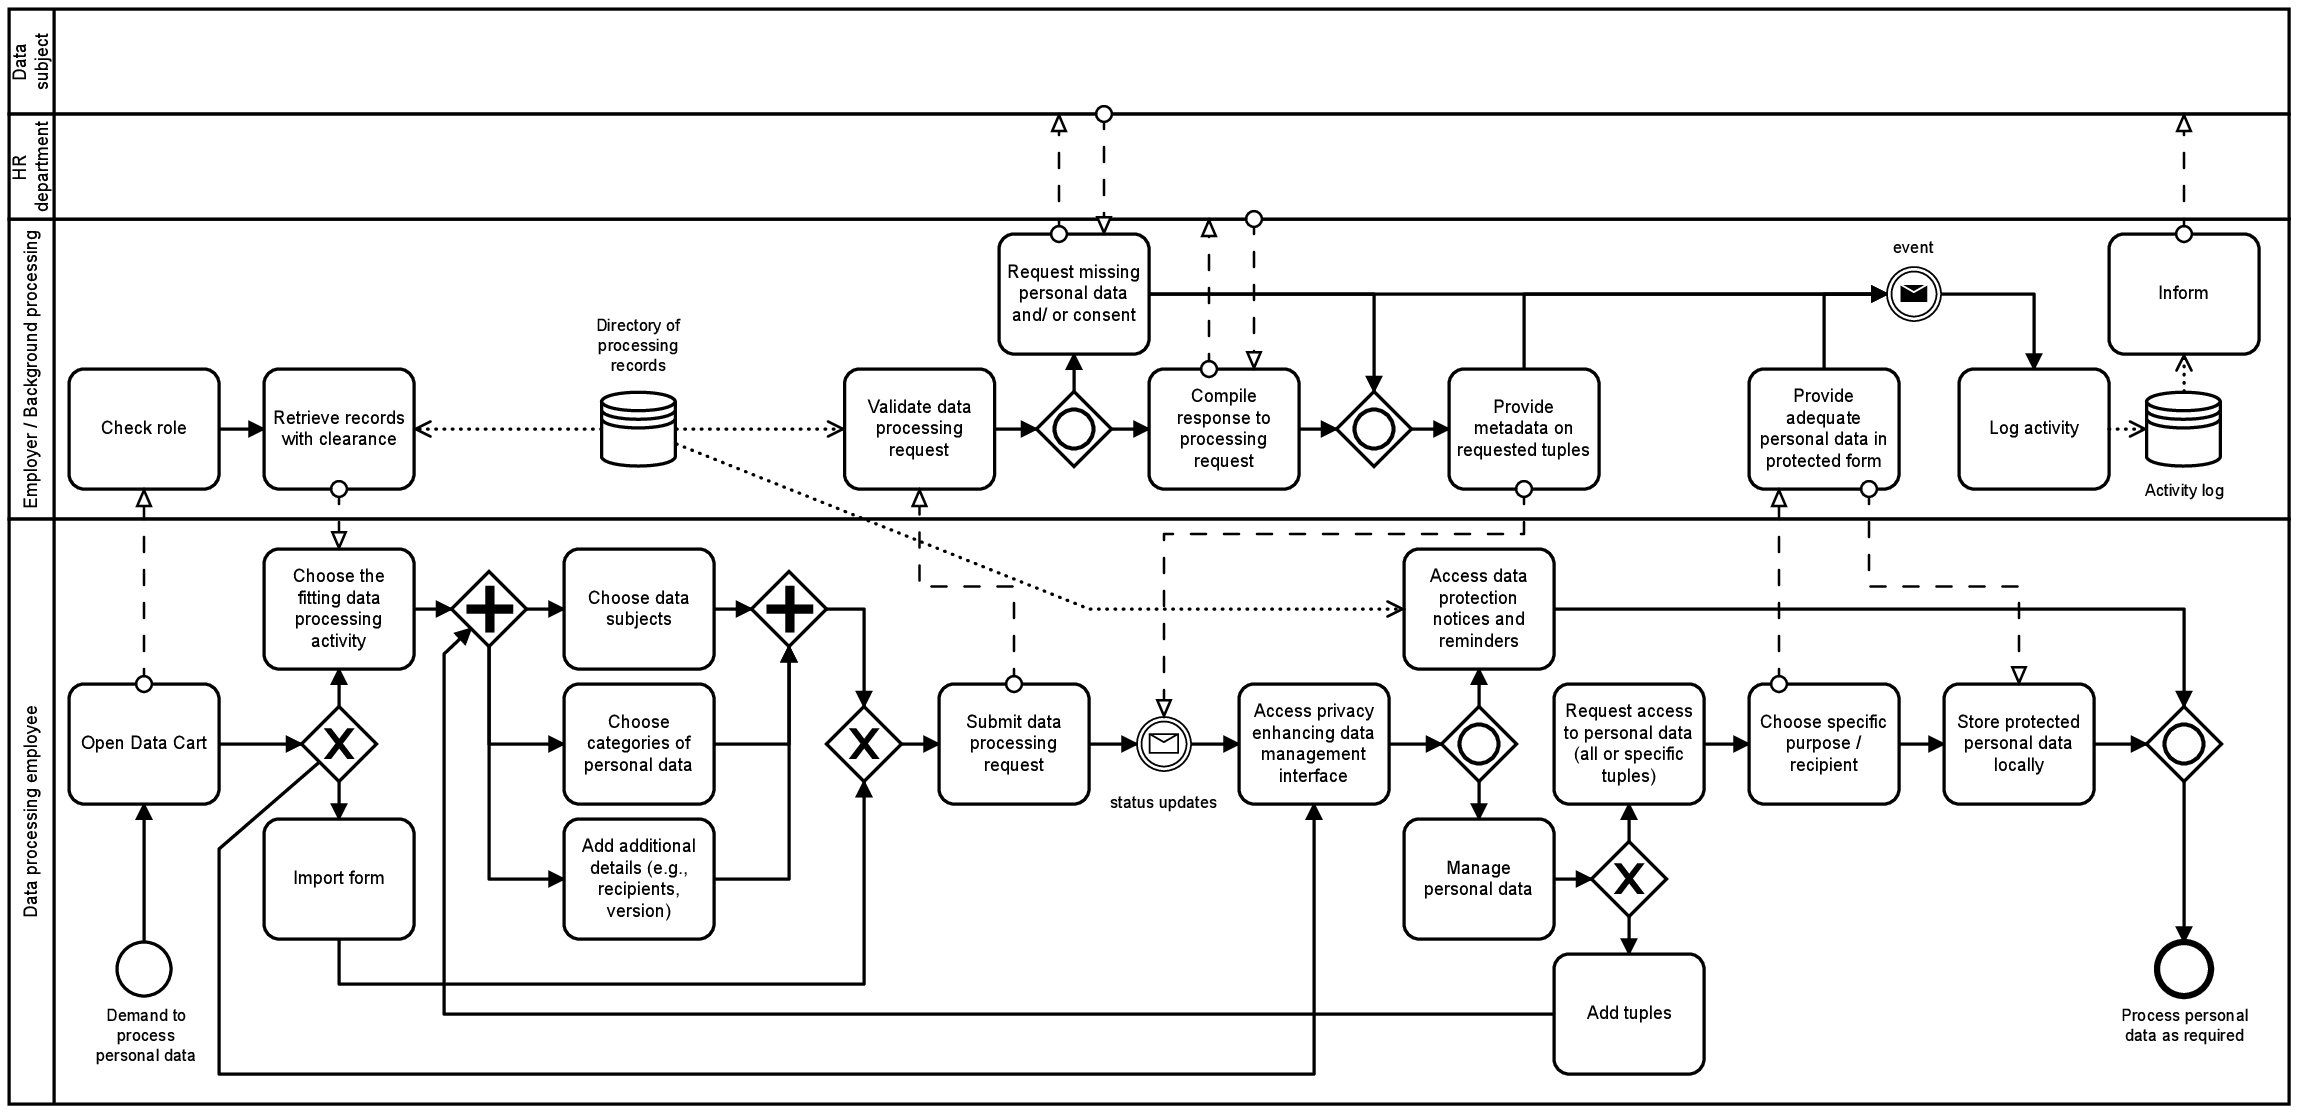 Data
subject
HR
department
Employer / Background processing
Data processing employee
Request missing
personal data
and/ or consent
event
Inform
Directory of
processing
records
Check role
Retrieve records
with clearance
Validate data
processing
request
Compile
response to
processing
request
Provide
metadata on
requested tuples
Provide
adequate
personal data in
protected form
Log activity
Activity log
Choose the
fitting data
processing
activity
Choose data
subjects
Access data
protection
notices and
reminders
Open Data Cart
Choose
categories of
personal data
Submit data
processing
request
status updates
Access privacy
enhancing data
management
interface
Request access
to personal data
(all or specific
tuples)
Choose specific
purpose /
recipient
Store protected
personal data
locally
Import form
Add additional
details (e.g.,
recipients,
version)
Manage
personal data
Demand to
process
personal data
Add tuples
Process personal
data as required